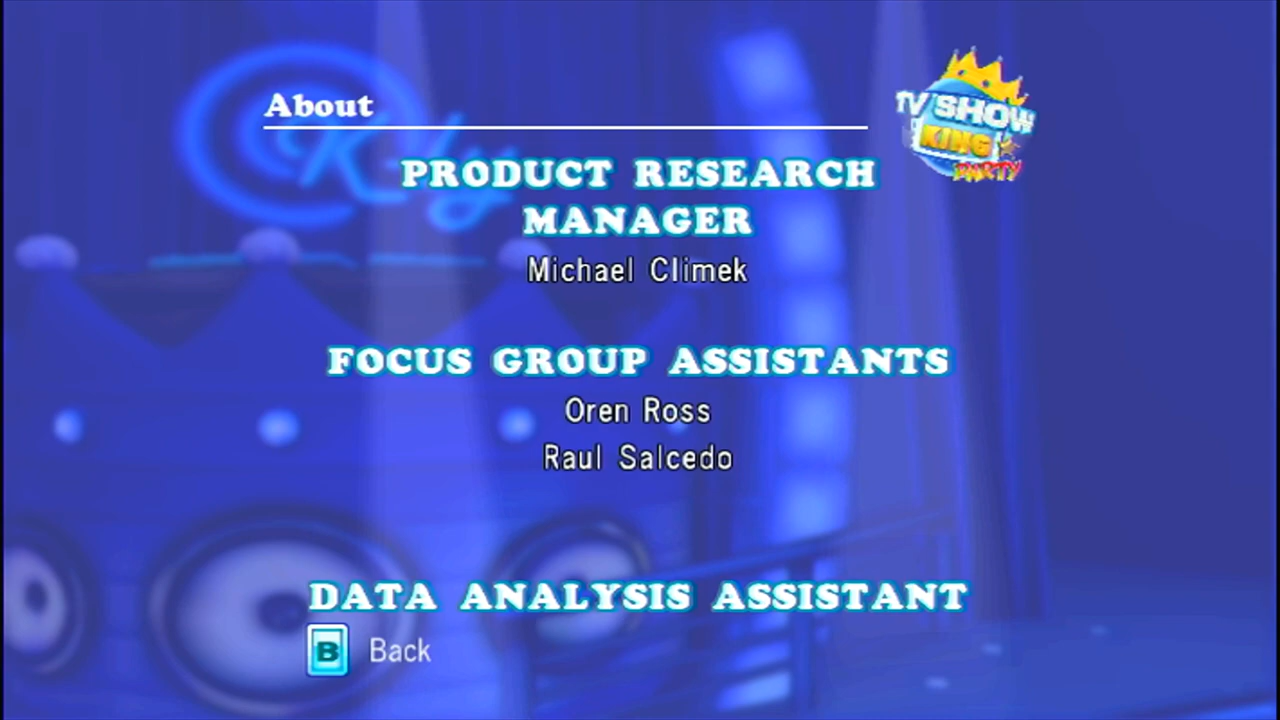 About
TV SHOW
KING
PARTY
PRODUCT RESEARCH
MANAGER
Michael Climek
FOCUS GROUP ASSISTANTS
Oren Ross
Raul Salcedo
DATA ANALYSIS ASSISTANT
B Back